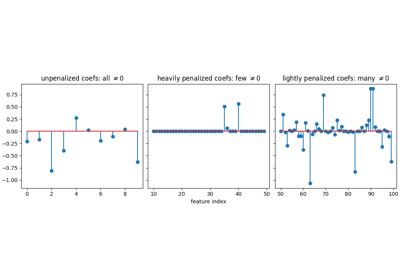 unpenalized coefs: all ≠0
heavily penalized coefs: few ≠0
lightly penalized coefs: many ≠0
0.75
0.50
0.25
0.00
−0.25
−0.50
−0.75
−1.00
0 2 4 6 8
10 20 30 40 50
50 60 70 80 90 100
feature index